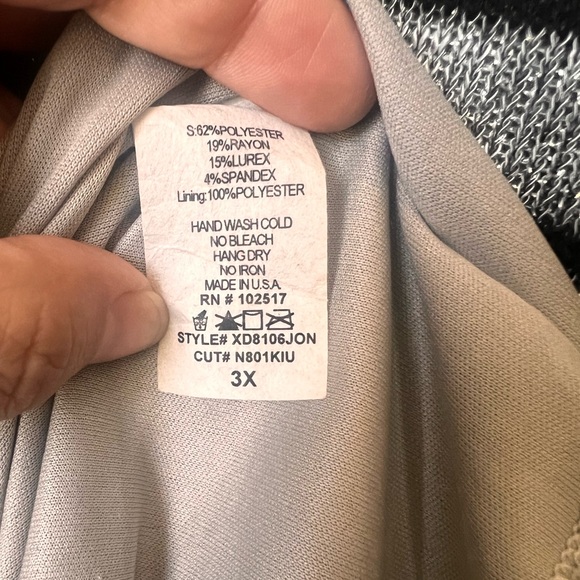 S:62%POLYESTER
19%RAYON
15%LUREX
4%SPANDEX
Lining:100%POLYESTER
HAND WASH COLD
NO BLEACH
HANG DRY
NO IRON
MADE IN U.S.A.
RN # 102517
STYLE# XD8106JON
CUT# N801KIU
3X